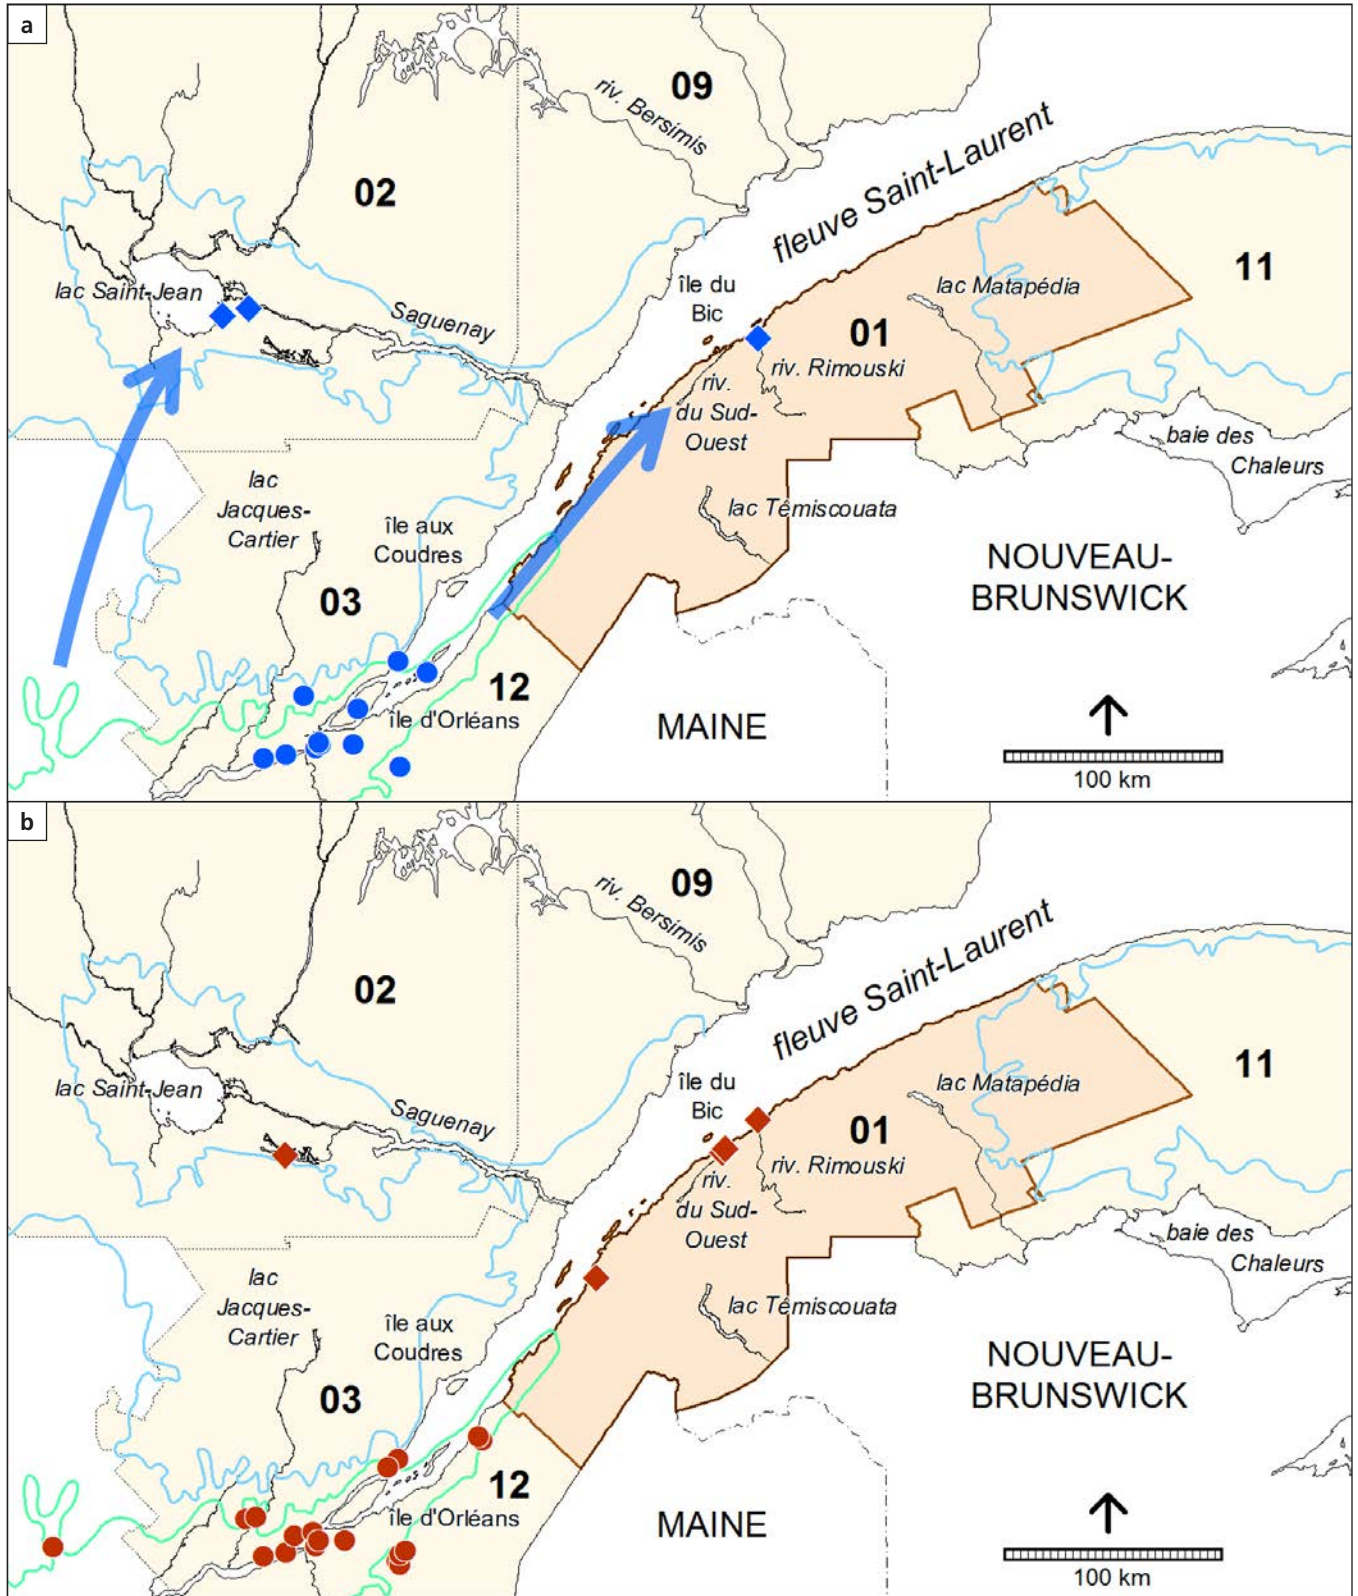 a
09
riv. Bersimis
02
fleuve Saint-Laurent
11
lac Saint-Jean
Saguenay
île du
Bic
lac Matapédia
01
riv. Rimouski
riv.
du Sud-
Ouest
baie des
Chaleurs
lac
Jacques-
Cartier
île aux
Coudres
lac Témiscouata
NOUVEAU-
BRUNSWICK
03
12
île d'Orléans
MAINE
100 km
b
09
riv. Bersimis
02
fleuve Saint-Laurent
11
lac Saint-Jean
Saguenay
île du
Bic
lac Matapédia
01
riv. Rimouski
riv.
du Sud-
Ouest
baie des
Chaleurs
lac
Jacques-
Cartier
île aux
Coudres
lac Témiscouata
NOUVEAU-
BRUNSWICK
03
12
île d'Orléans
MAINE
100 km